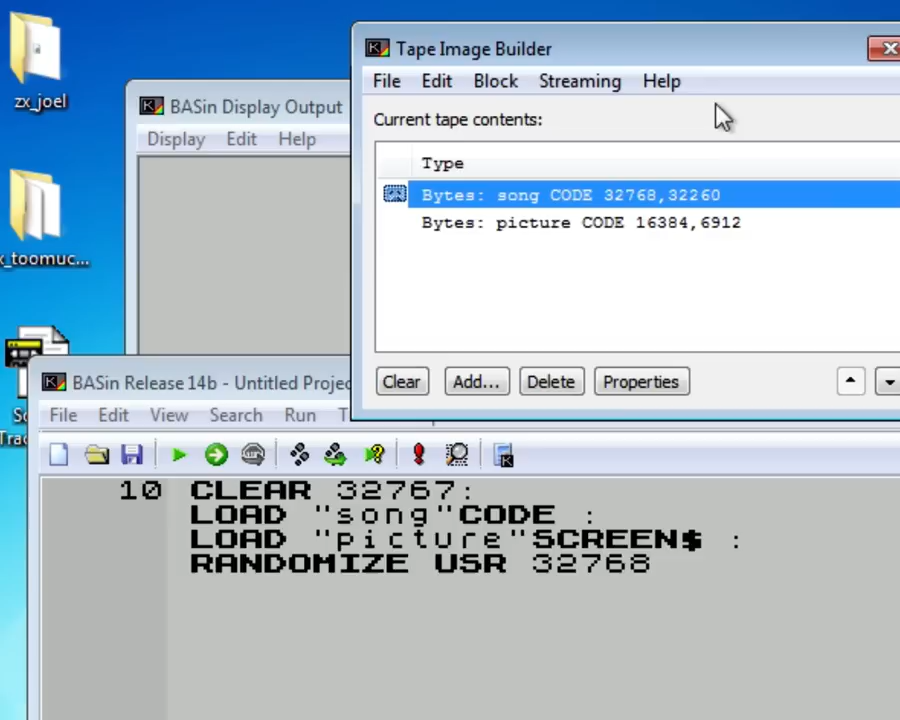 zx_joel
x_toomuc...
Tape Image Builder
File Edit Block Streaming Help
Current tape contents:
Type
Bytes: song CODE 32768,32260
Bytes: picture CODE 16384,6912
Clear Add... Delete Properties
BASin Display Output
Display Edit Help
BASin Release 14b - Untitled Projec
File Edit View Search Run T
10 CLEAR 32767:
LOAD "song"CODE :
LOAD "picture"SCREEN$ :
RANDOMIZE USR 32768